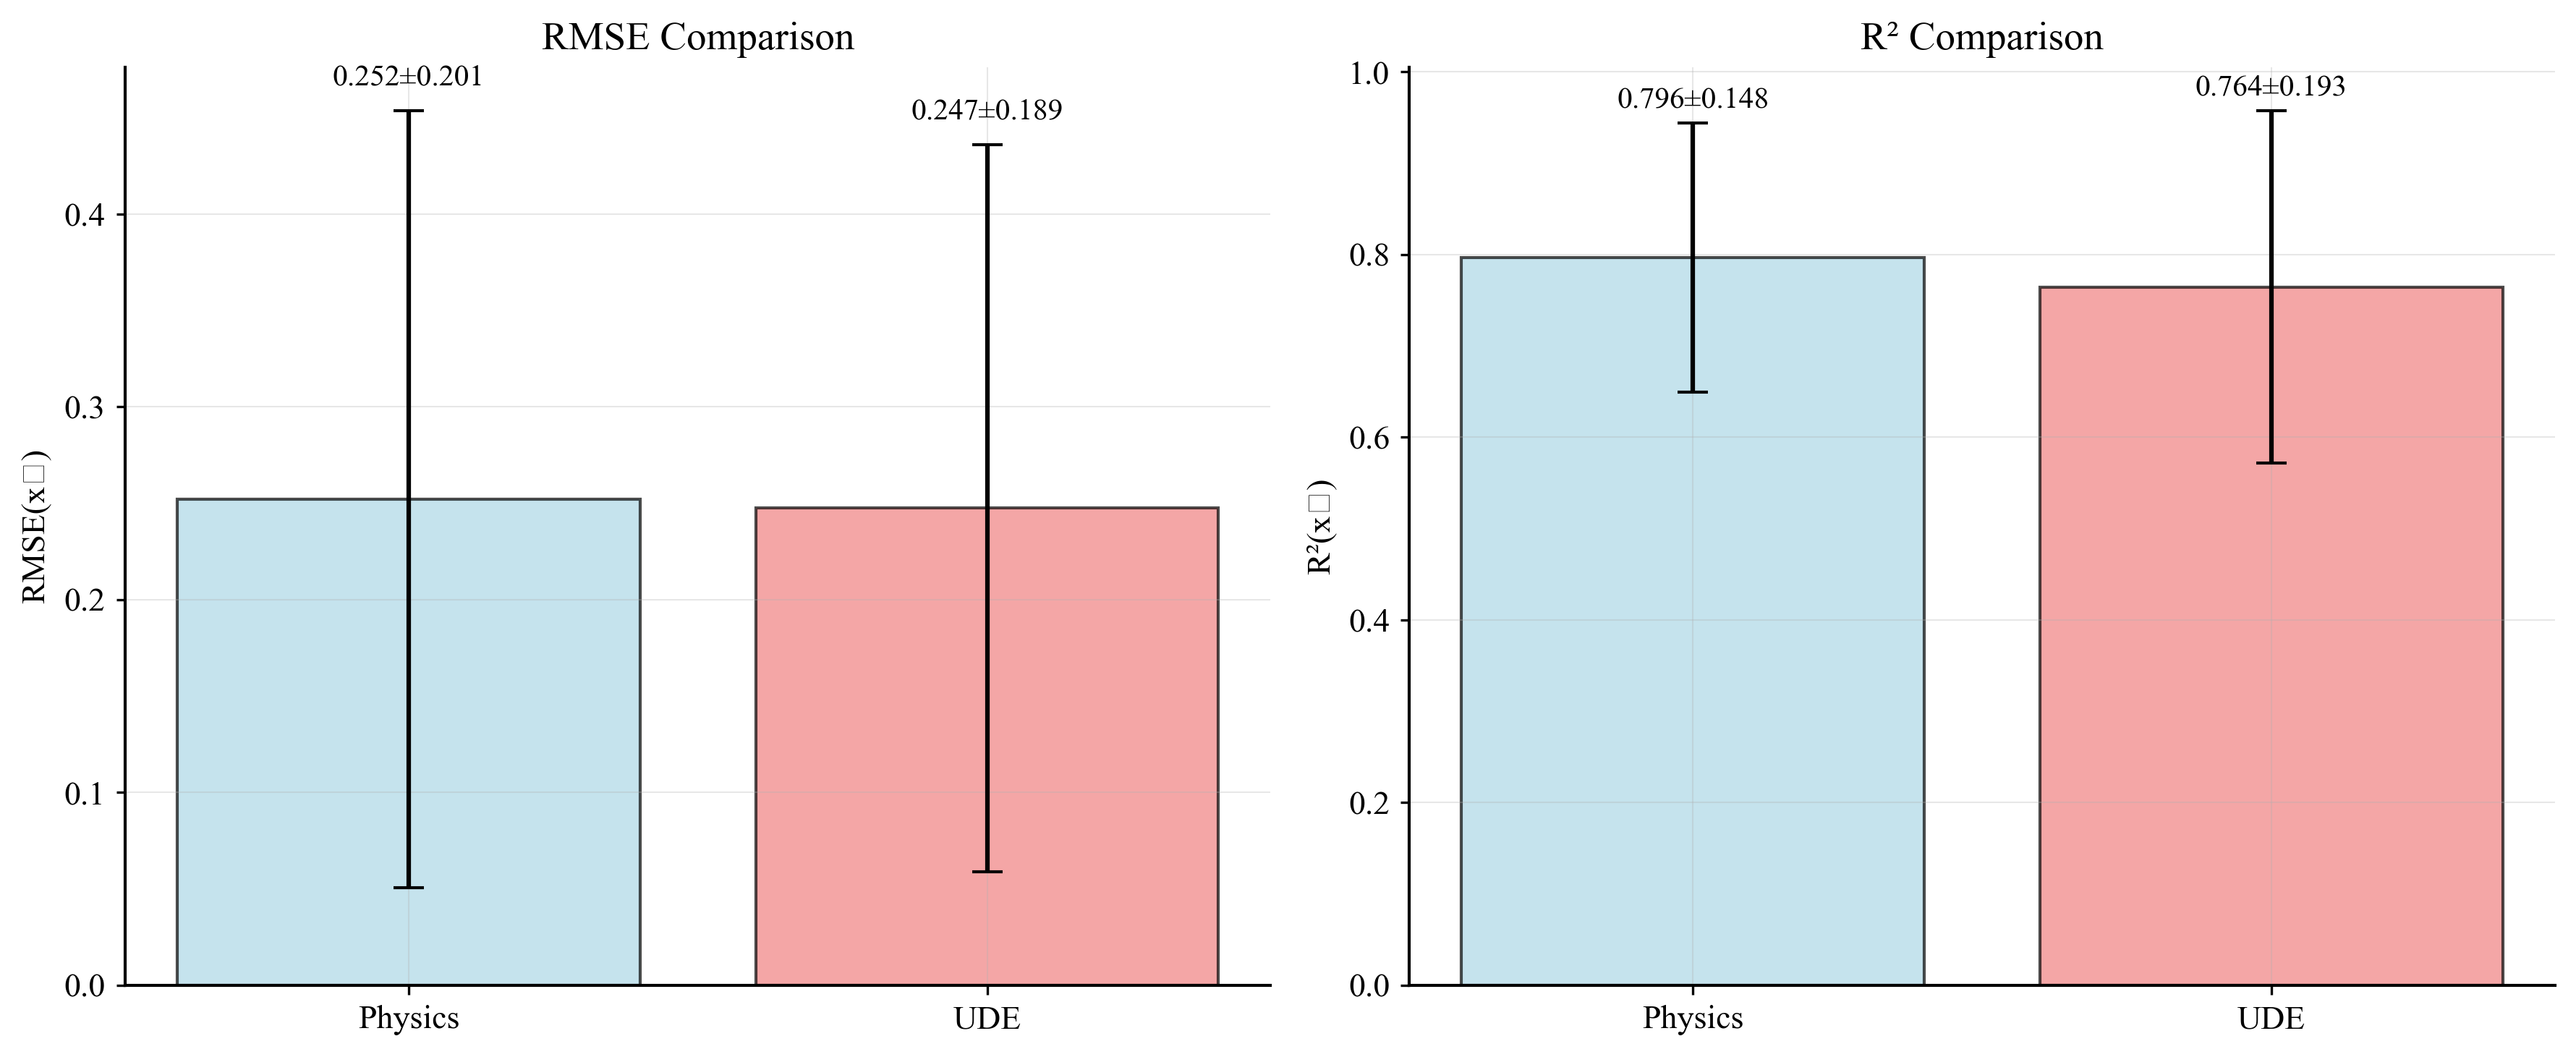 RMSE Comparison
0.252±0.201
0.247±0.189
0.4
0.3
0.2
0.1
0.0
RMSE(x□)
Physics
UDE
R² Comparison
0.796±0.148
0.764±0.193
1.0
0.8
0.6
0.4
0.2
0.0
R²(x□)
Physics
UDE